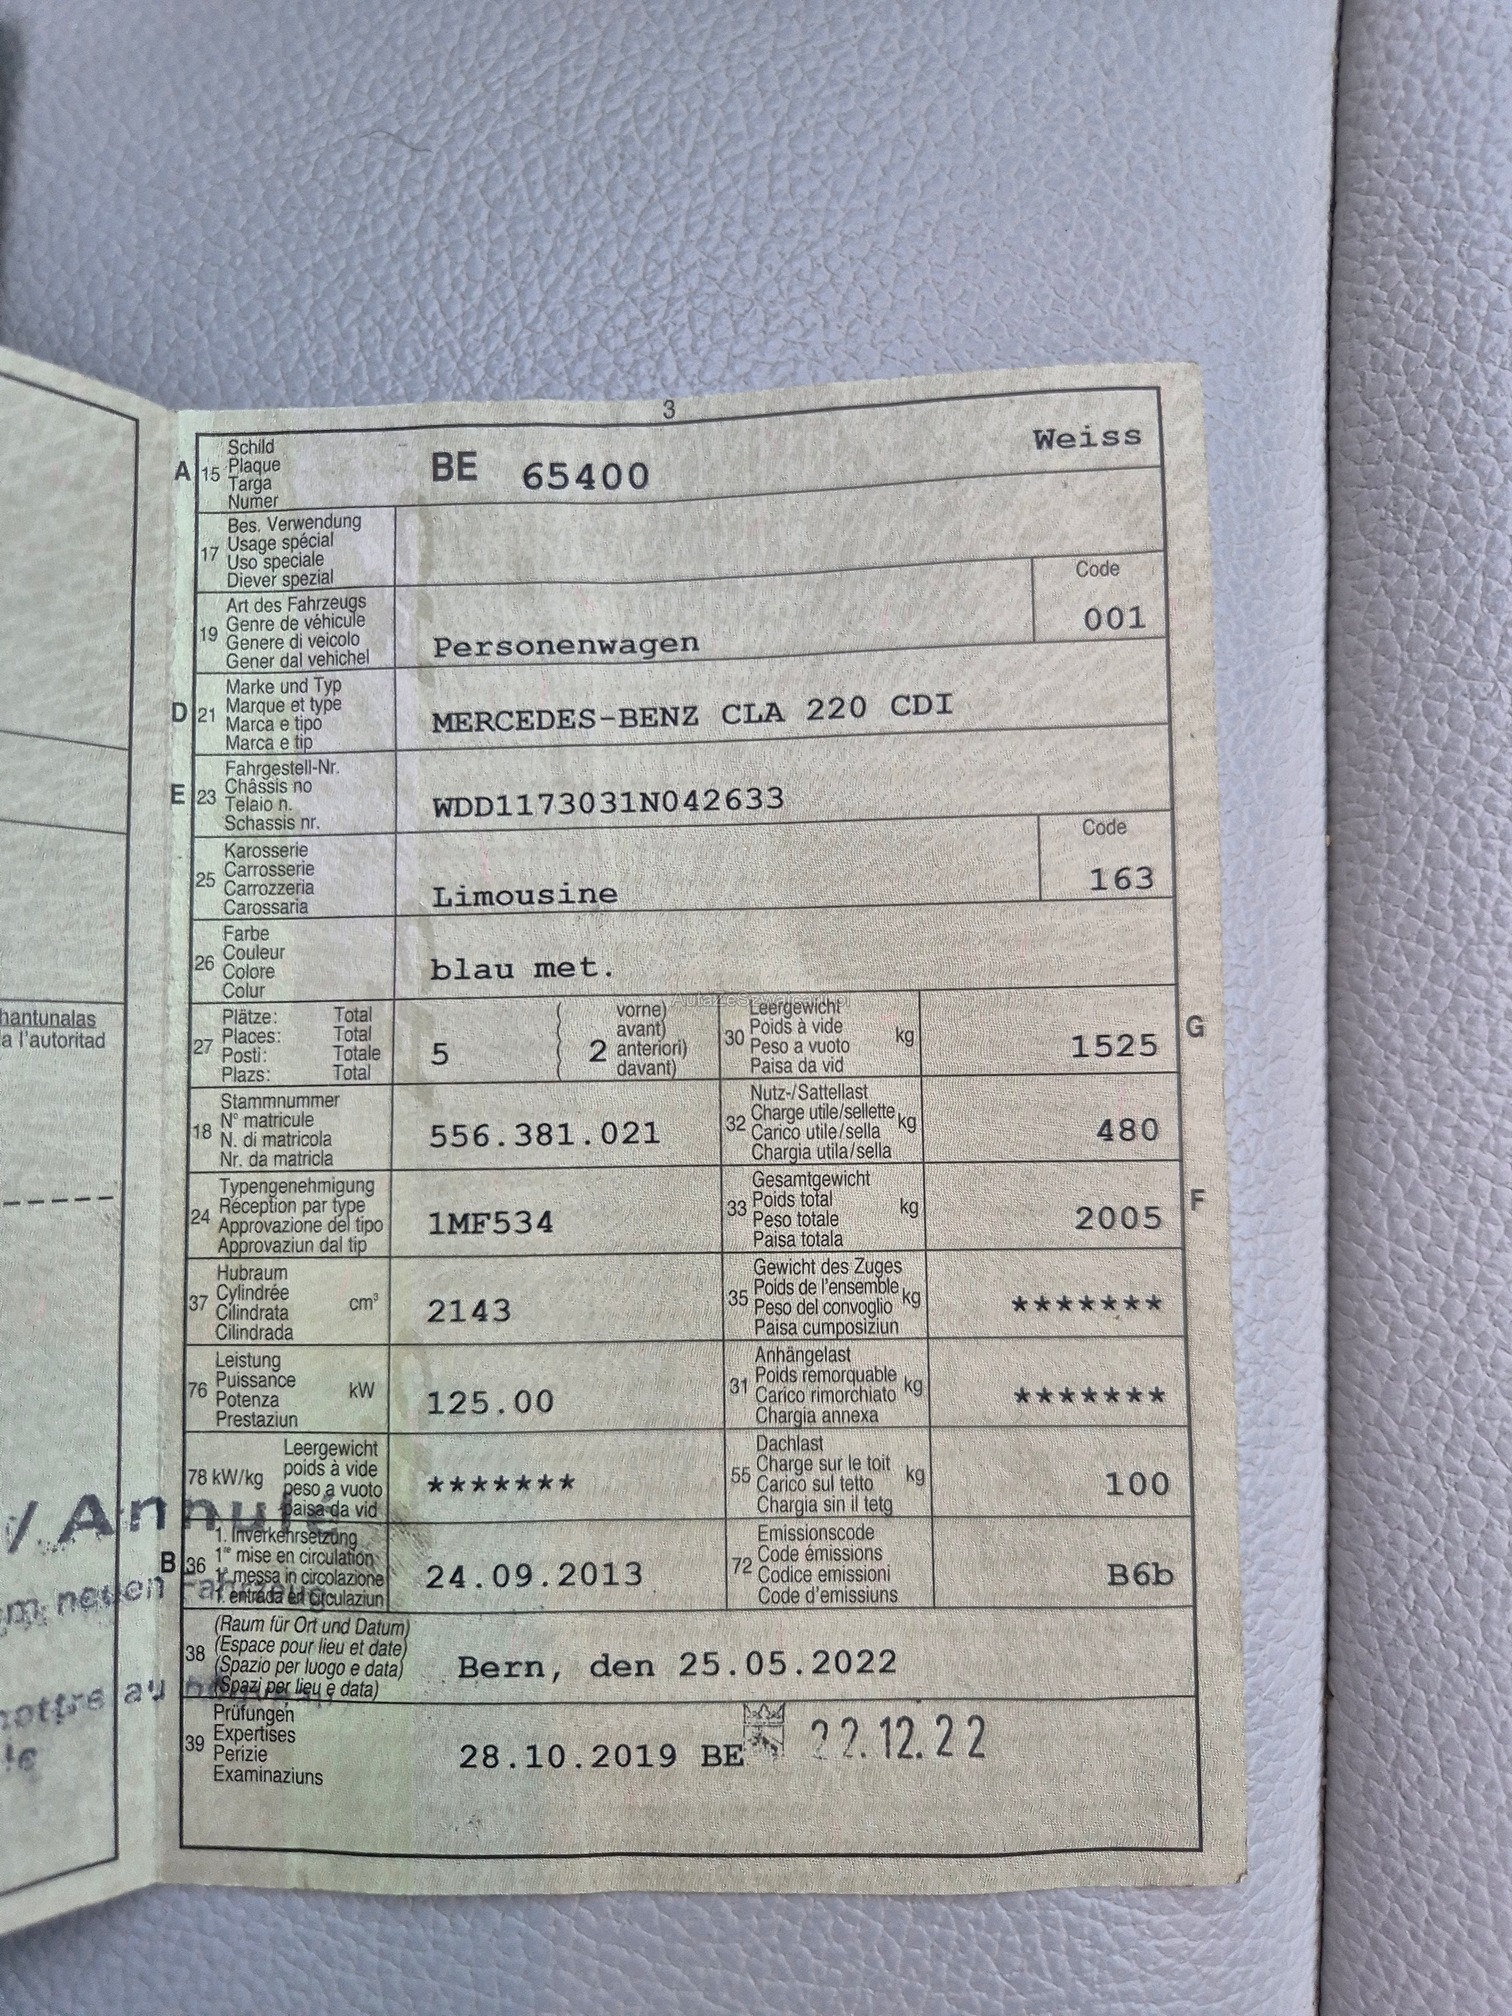 3
A 15 Schild
Plaque
Targa
Numer
BE 65400 Weiss
17 Bes. Verwendung
Usage spécial
Uso speciale
Diever spezial
19 Art des Fahrzeugs
Genre de véhicule
Genere di veicolo
Gener dal vehichel
Personenwagen
Code
001
D 21 Marke und Typ
Marque et type
Marca e tipo
Marca e tip
MERCEDES-BENZ CLA 220 CDI
E 23 Fahrgestell-Nr.
Châssis no
Telaio n.
Schassis nr.
WDD1173031N042633
25 Karosserie
Carrosserie
Carrozzeria
Carossaria
Limousine
Code
163
26 Farbe
Couleur
Colore
Colur
blau met.
27 Plätze: Total
Places: Total
Posti: Totale
Plazs: Total
5
2
vorne)
avant)
anteriori)
davant)
30 Leergewicht
Poids à vide
Peso a vuoto
Paisa da vid
kg
1525
G
18 Stammnummer
N° matricule
N. di matricola
Nr. da matricla
556.381.021
32 Nutz-/Sattellast
Charge utile/sellette
Carico utile/sella
Chargia utila/sella
kg
480
24 Typengenehmigung
Réception par type
Approvazione del tipo
Approvaziun dal tip
1MF534
33 Gesamtgewicht
Poids total
Peso totale
Paisa totala
kg
2005
F
37 Hubraum
Cylindrée
Cilindrata
Cilindrada
cm³
2143
35 Gewicht des Zuges
Poids de l'ensemble
Peso del convoglio
Paisa cumposiziun
kg
*******
76 Leistung
Puissance
Potenza
Prestaziun
kW
125.00
31 Anhängelast
Poids remorquable
Carico rimorchiato
Chargia annexa
kg
*******
78 kW/kg Leergewicht
poids à vide
peso a vuoto
paisa da vid
*******
55 Dachlast
Charge sur le toit
Carico sul tetto
Chargia sin il tetg
kg
100
B 36 1. Inverkehrsetzung
1re mise en circulation
1a messa in circolazione
1. entrada en circulaziun
24.09.2013
72 Emissionscode
Code émissions
Codice emissioni
Code d'emissiuns
B6b
38 (Raum für Ort und Datum)
(Espace pour lieu et date)
(Spazio per luogo e data)
(Spazi per lieu e data)
Bern, den 25.05.2022
39 Prüfungen
Expertises
Perizie
Examinaziuns
28.10.2019 BE 22.12.22
hantunalas
a l'autoritad
/ Annulé
neuen Fahrzeug
au